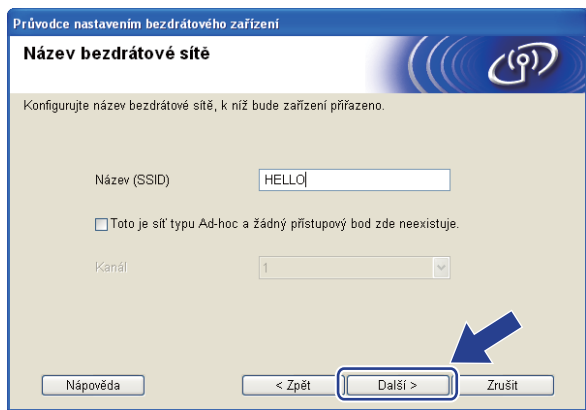 Průvodce nastavením bezdrátového zařízení
Název bezdrátové sítě
Konfigurujte název bezdrátové sítě, k níž bude zařízení přiřazeno.
Název (SSID) HELLO
Toto je síť typu Ad-hoc a žádný přístupový bod zde neexistuje.
Kanál 1
Nápověda < Zpět Další > Zrušit